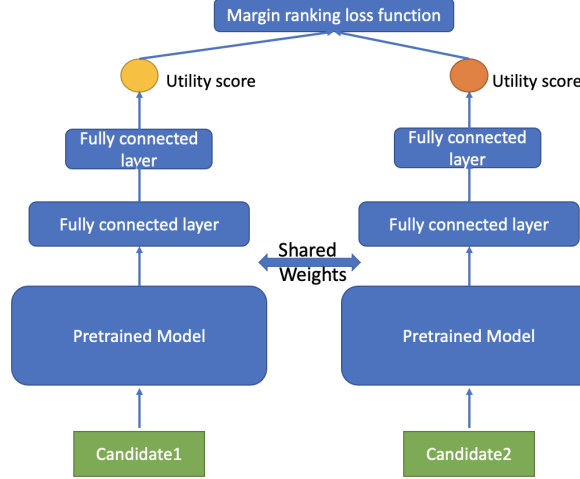 Margin ranking loss function
Utility score
Utility score
Fully connected
layer
Fully connected
layer
Fully connected layer
Fully connected layer
Shared
Weights
Pretrained Model
Pretrained Model
Candidate1
Candidate2